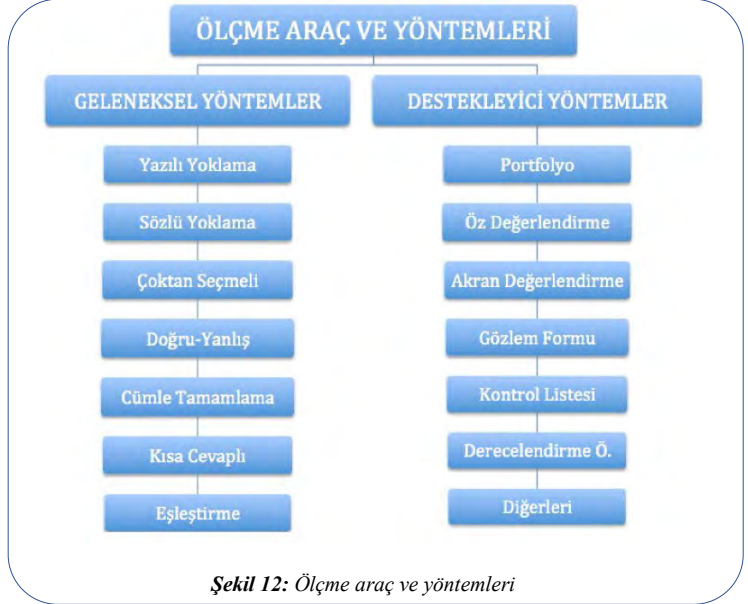 ÖLÇME ARAÇ VE YÖNTEMLERİ
GELENEKSEL YÖNTEMLER
Yazılı Yoklama
Sözlü Yoklama
Çoktan Seçmeli
Doğru-Yanlış
Cümle Tamamlama
Kısa Cevaplı
Eşleştirme
DESTEKLEYİCİ YÖNTEMLER
Portfolyo
Öz Değerlendirme
Akran Değerlendirme
Gözlem Formu
Kontrol Listesi
Derecelendirme Ö.
Diğerleri
Şekil 12: Ölçme araç ve yöntemleri